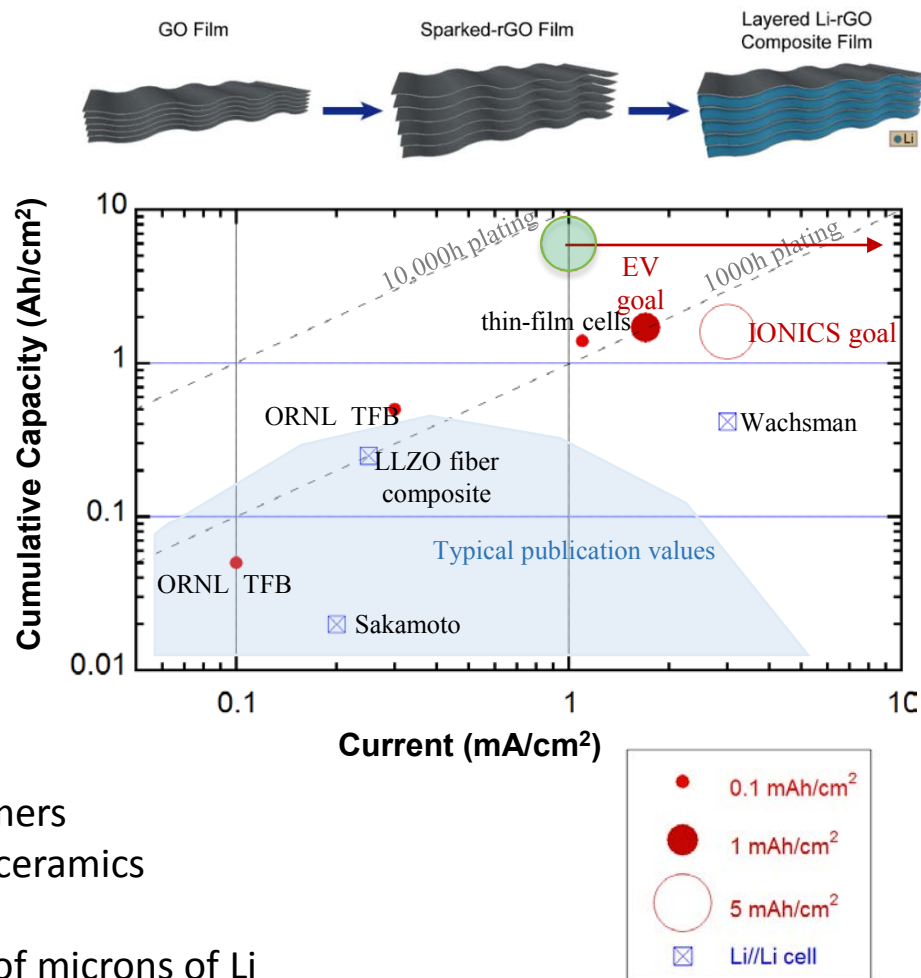 GO Film
Sparked-rGO Film
Layered Li-rGO
Composite Film
Li
Cumulative Capacity (Ah/cm²)
10
1
0.1
0.01
10,000h plating
1000h plating
EV
goal
thin-film cells
IONICS goal
ORNL TFB
Wachsman
LLZO fiber
composite
Typical publication values
ORNL TFB
Sakamoto
0.1
1
10
Current (mA/cm²)
0.1 mAh/cm²
1 mAh/cm²
5 mAh/cm²
Li//Li cell
ners
ceramics
of microns of Li